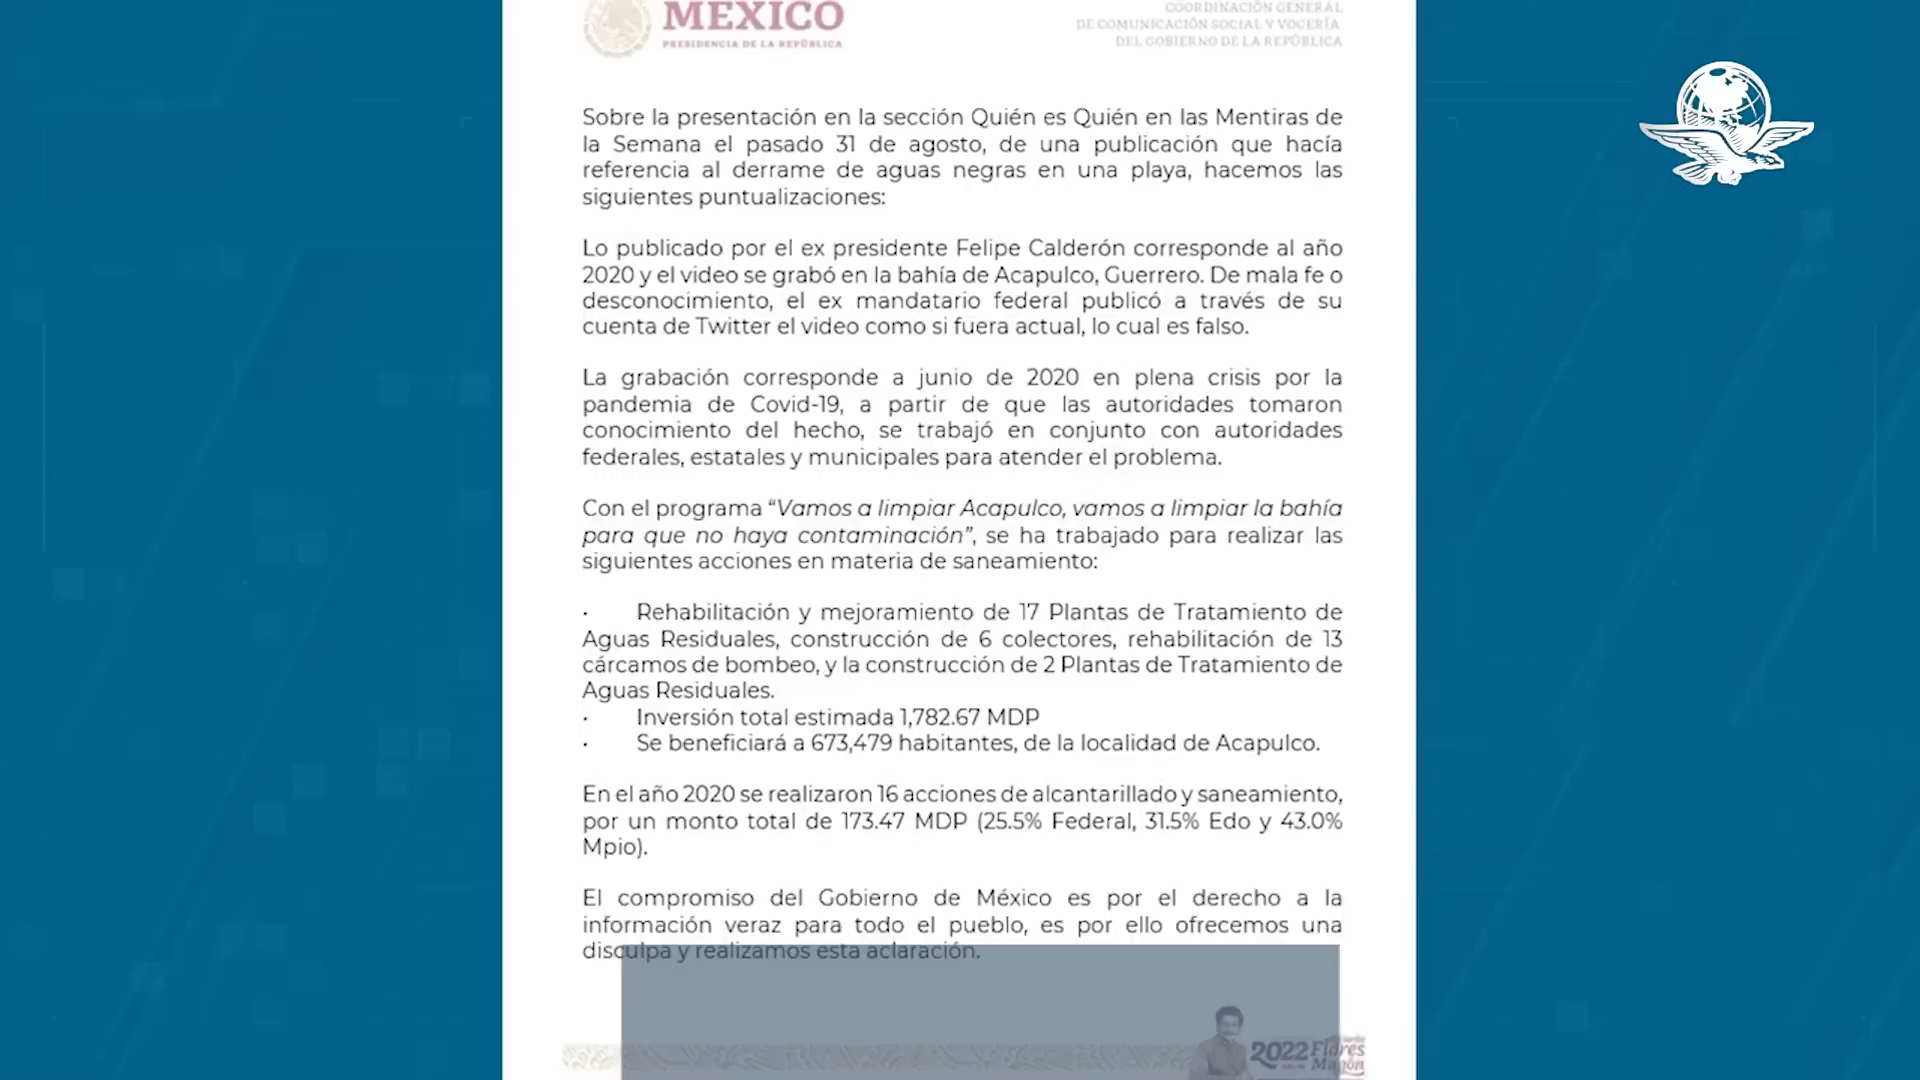 MÉXICO
PRESIDENCIA DE LA REPÚBLICA
COORDINACIÓN GENERAL
DE COMUNICACIÓN SOCIAL Y VOCERÍA
DEL GOBIERNO DE LA REPÚBLICA
Sobre la presentación en la sección Quién es Quién en las Mentiras de
la Semana el pasado 31 de agosto, de una publicación que hacía
referencia al derrame de aguas negras en una playa, hacemos las
siguientes puntualizaciones:
Lo publicado por el ex presidente Felipe Calderón corresponde al año
2020 y el video se grabó en la bahía de Acapulco, Guerrero. De mala fe o
desconocimiento, el ex mandatario federal publicó a través de su
cuenta de Twitter el video como si fuera actual, lo cual es falso.
La grabación corresponde a junio de 2020 en plena crisis por la
pandemia de Covid-19, a partir de que las autoridades tomaron
conocimiento del hecho, se trabajó en conjunto con autoridades
federales, estatales y municipales para atender el problema.
Con el programa “Vamos a limpiar Acapulco, vamos a limpiar la bahía
para que no haya contaminación”, se ha trabajado para realizar las
siguientes acciones en materia de saneamiento:
· Rehabilitación y mejoramiento de 17 Plantas de Tratamiento de
Aguas Residuales, construcción de 6 colectores, rehabilitación de 13
cárcamos de bombeo, y la construcción de 2 Plantas de Tratamiento de
Aguas Residuales.
· Inversión total estimada 1,782.67 MDP
· Se beneficiará a 673,479 habitantes, de la localidad de Acapulco.
En el año 2020 se realizaron 16 acciones de alcantarillado y saneamiento,
por un monto total de 173.47 MDP (25.5% Federal, 31.5% Edo y 43.0%
Mpio).
El compromiso del Gobierno de México es por el derecho a la
información veraz para todo el pueblo, es por ello ofrecemos una
disculpa y realizamos esta aclaración.
2022 Flores
Magón